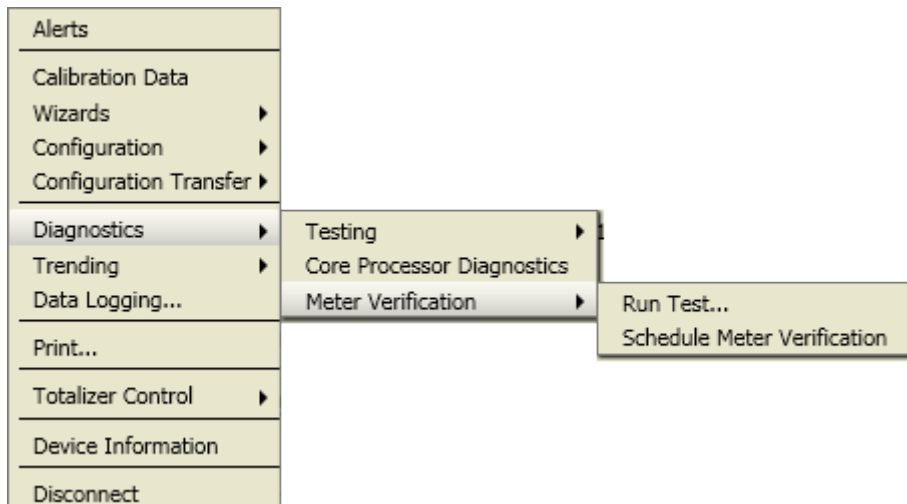 Alerts
Calibration Data
Wizards
Configuration
Configuration Transfer
Diagnostics
Trending
Data Logging...
Print...
Totalizer Control
Device Information
Disconnect
Testing
Core Processor Diagnostics
Meter Verification
Run Test...
Schedule Meter Verification